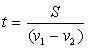 t = S / (v₁ − v₂)